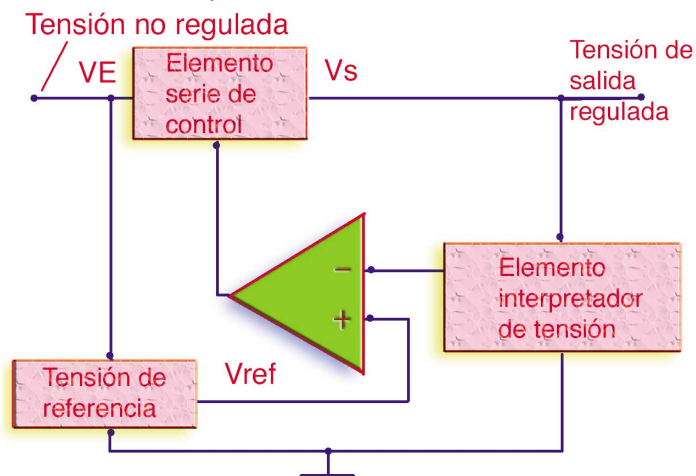 Tensión no regulada
VE
Elemento
serie de
control
Vs
Tensión de
salida
regulada
−
+
Elemento
interpretador
de tensión
Tensión de
referencia
Vref